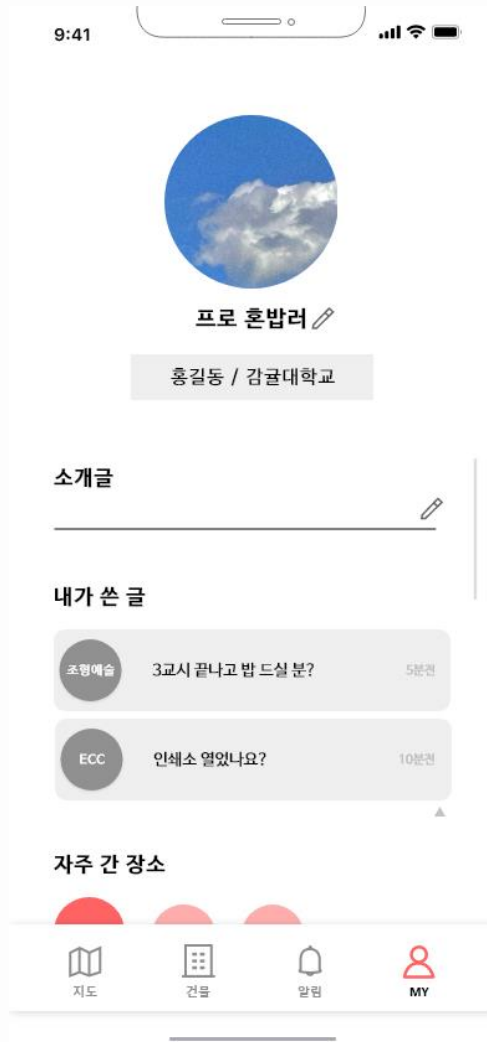 9:41
프로 혼밥러
홍길동 / 감귤대학교
소개글
내가 쓴 글
조형예술 3교시 끝나고 밥 드실 분? 5분전
ECC 인쇄소 열었나요? 10분전
자주 간 장소
지도 건물 알림 MY